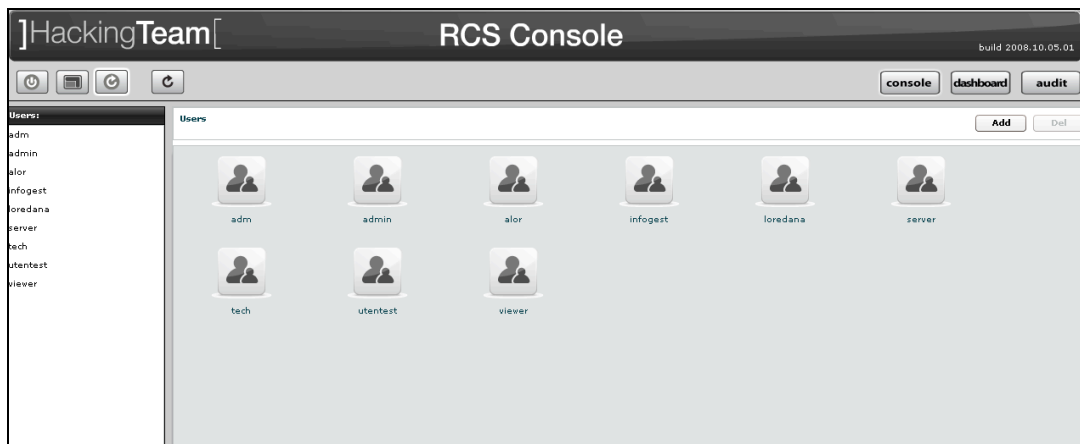 ]HackingTeam[
RCS Console
build 2008.10.05.01
console
dashboard
audit
Users:
adm
admin
alor
infogest
loredana
server
tech
utentest
viewer
Users
Add
Del
adm
admin
alor
infogest
loredana
server
tech
utentest
viewer